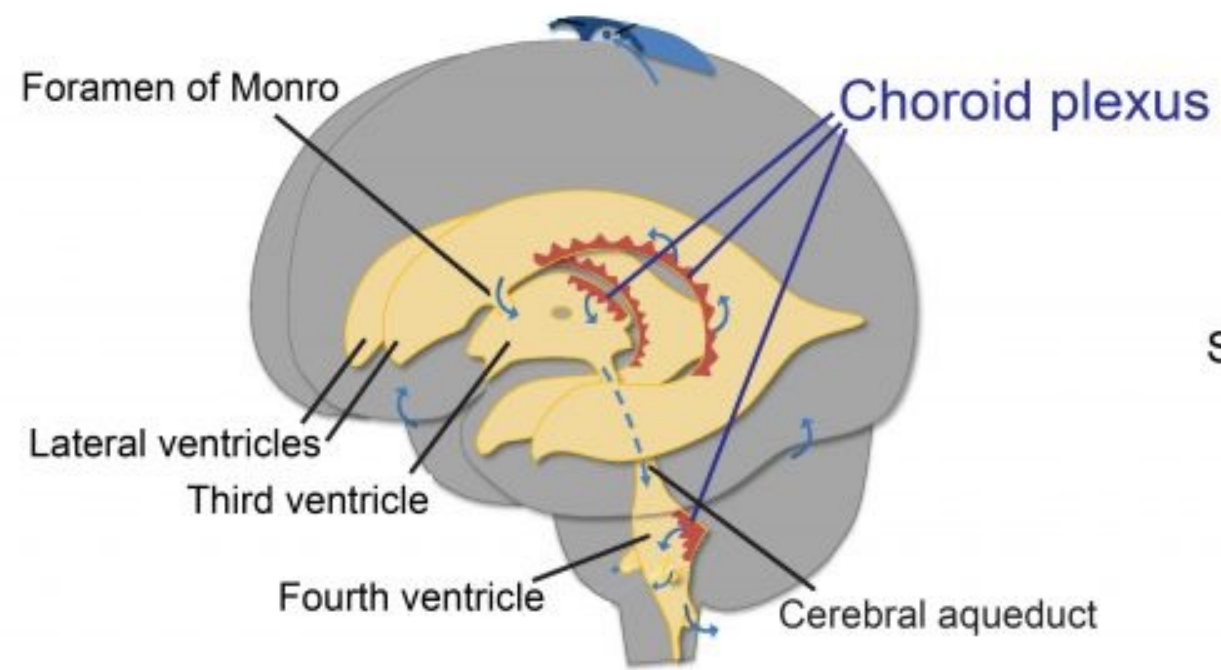 Foramen of Monro
Choroid plexus
S
Lateral ventricles
Third ventricle
Fourth ventricle
Cerebral aqueduct